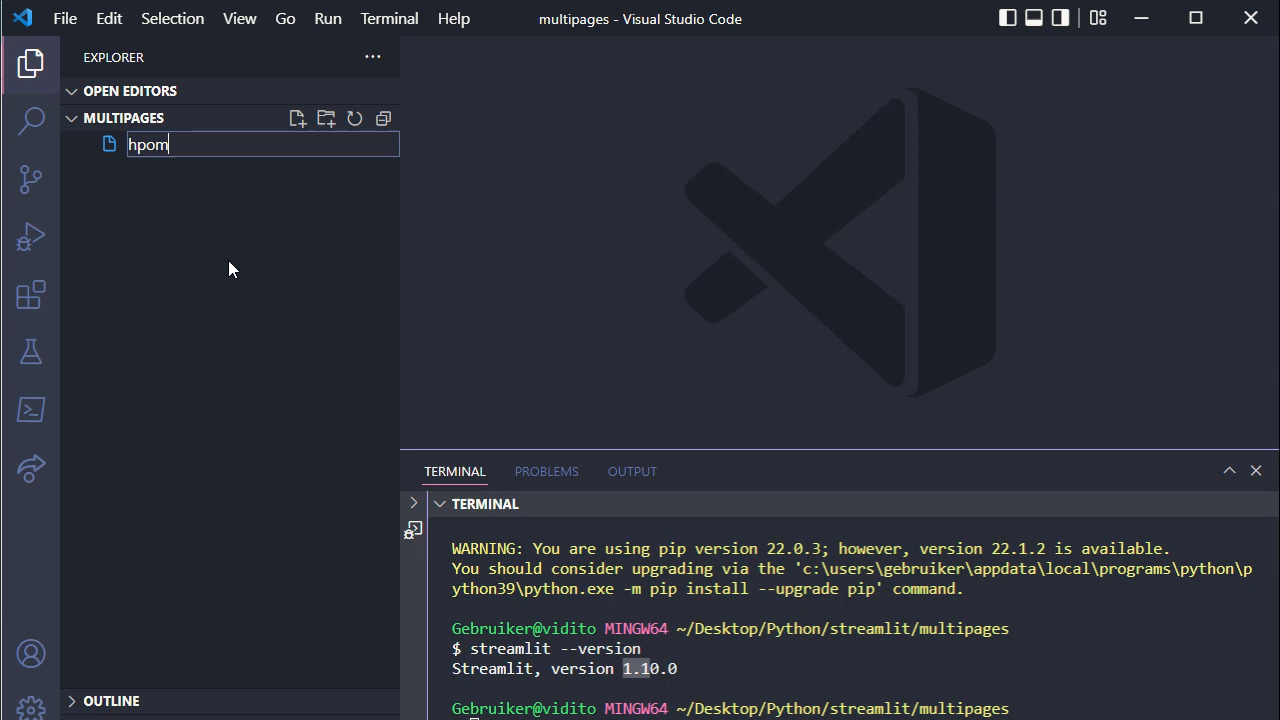 File Edit Selection View Go Run Terminal Help
multipages - Visual Studio Code
EXPLORER
OPEN EDITORS
MULTIPAGES
hpom
TERMINAL PROBLEMS OUTPUT
TERMINAL
WARNING: You are using pip version 22.0.3; however, version 22.1.2 is available.
You should consider upgrading via the 'c:\users\gebruiker\appdata\local\programs\python\p
ython39\python.exe -m pip install --upgrade pip' command.
Gebruiker@vidito MINGW64 ~/Desktop/Python/streamlit/multipages
$ streamlit --version
Streamlit, version 1.10.0
Gebruiker@vidito MINGW64 ~/Desktop/Python/streamlit/multipages
OUTLINE